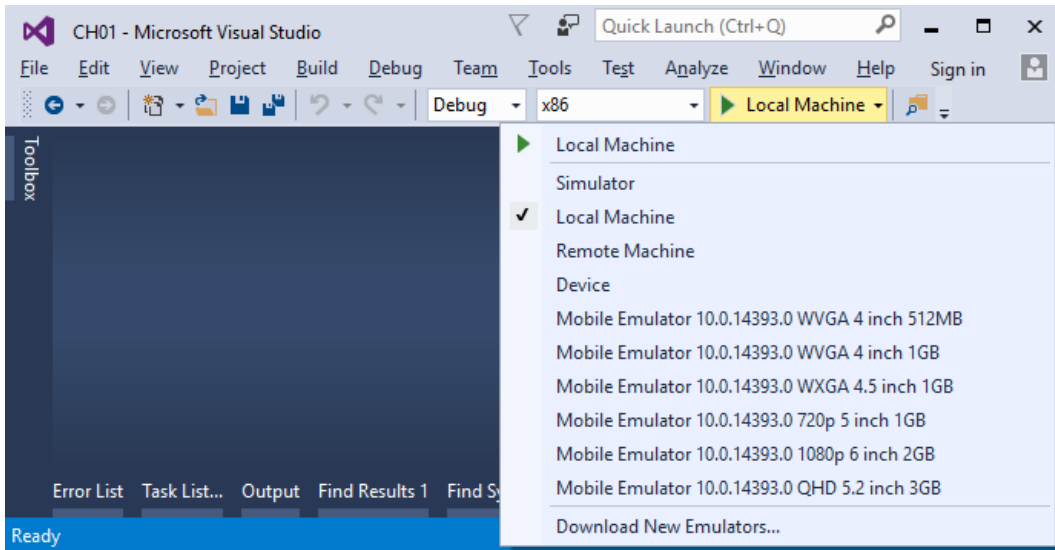 CH01 - Microsoft Visual Studio
Quick Launch (Ctrl+Q)
File Edit View Project Build Debug Team Tools Test Analyze Window Help Sign in
Debug x86 Local Machine
Toolbox
Local Machine
Simulator
Local Machine
Remote Machine
Device
Mobile Emulator 10.0.14393.0 WVGA 4 inch 512MB
Mobile Emulator 10.0.14393.0 WVGA 4 inch 1GB
Mobile Emulator 10.0.14393.0 WXGA 4.5 inch 1GB
Mobile Emulator 10.0.14393.0 720p 5 inch 1GB
Mobile Emulator 10.0.14393.0 1080p 6 inch 2GB
Mobile Emulator 10.0.14393.0 QHD 5.2 inch 3GB
Download New Emulators...
Error List Task List... Output Find Results 1 Find Sy
Ready